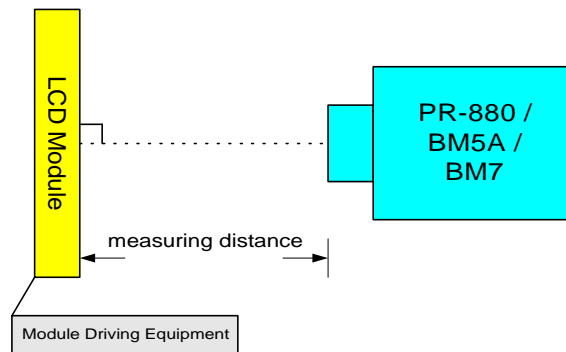 LCD Module
PR-880 /
BM5A /
BM7
measuring distance
Module Driving Equipment